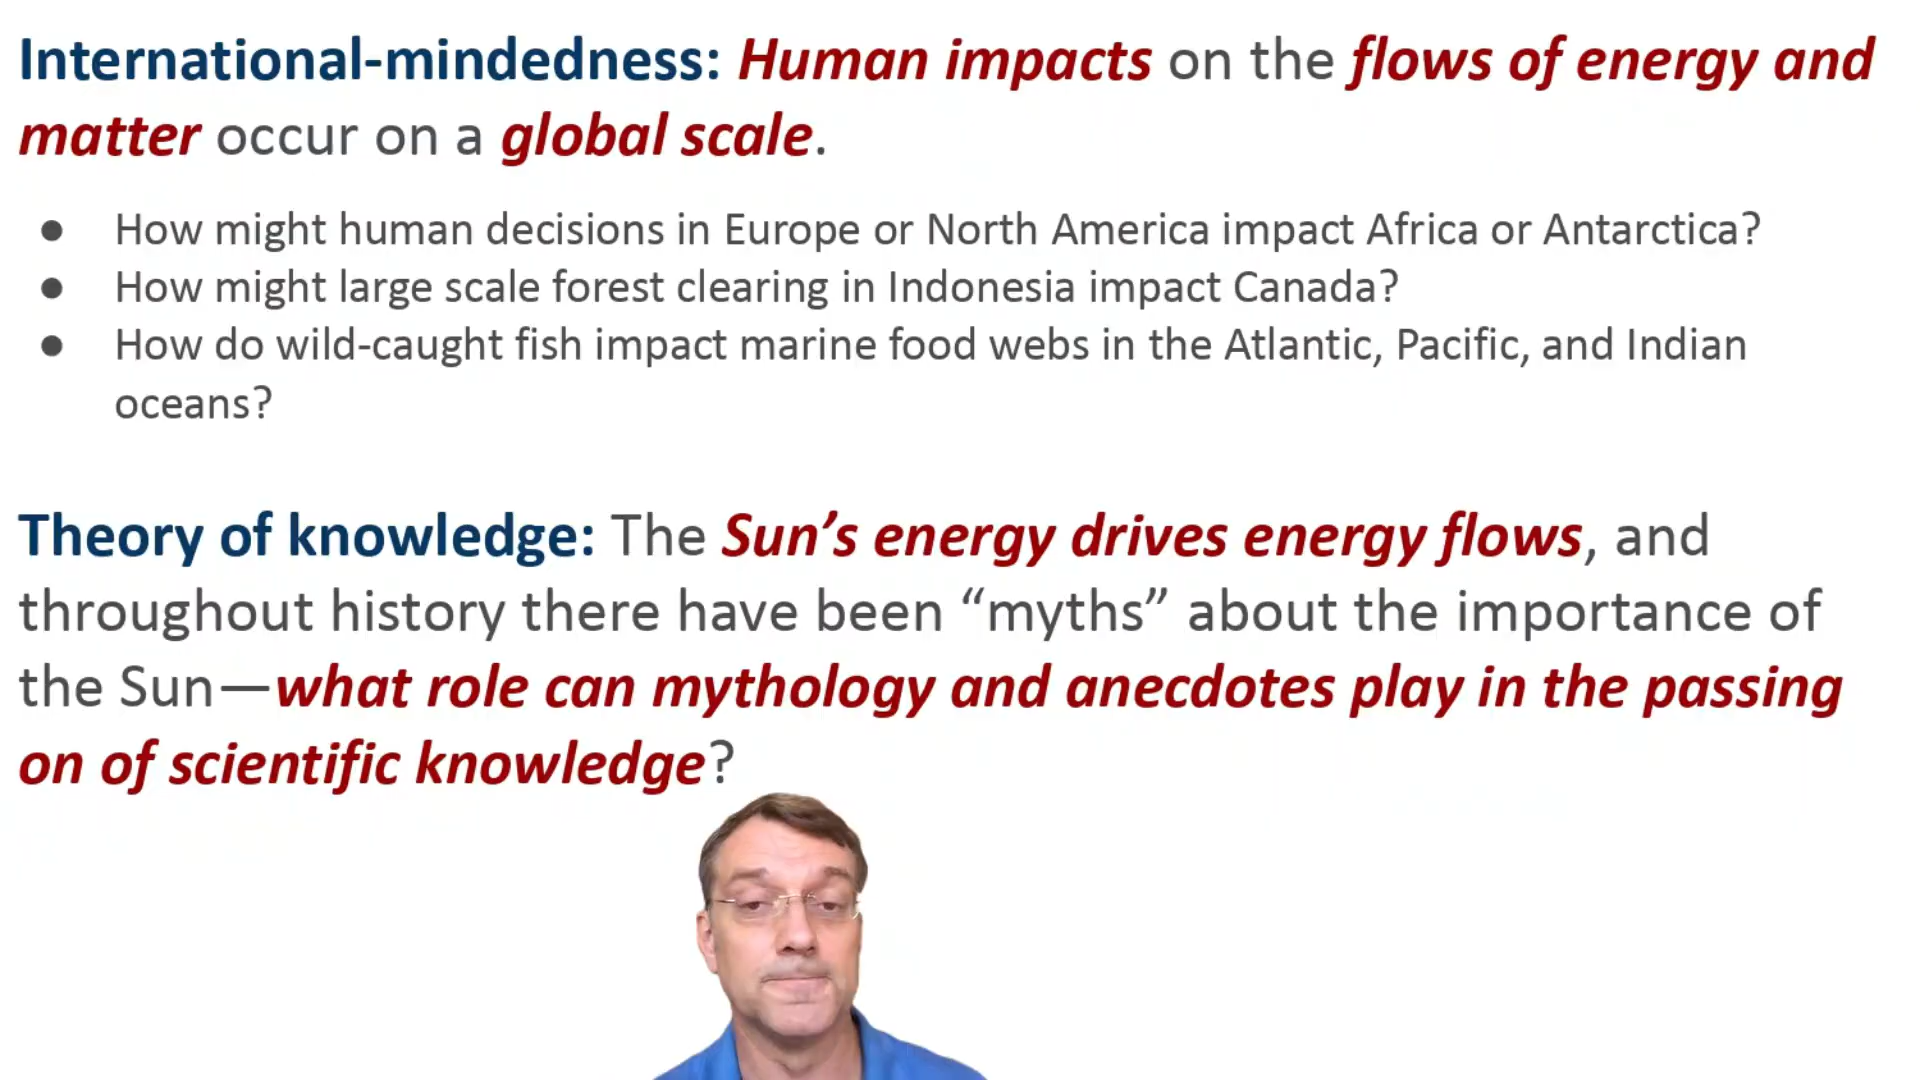 International-mindedness: Human impacts on the flows of energy and
matter occur on a global scale.
● How might human decisions in Europe or North America impact Africa or Antarctica?
● How might large scale forest clearing in Indonesia impact Canada?
● How do wild-caught fish impact marine food webs in the Atlantic, Pacific, and Indian
oceans?
Theory of knowledge: The Sun’s energy drives energy flows, and
throughout history there have been “myths” about the importance of
the Sun—what role can mythology and anecdotes play in the passing
on of scientific knowledge?